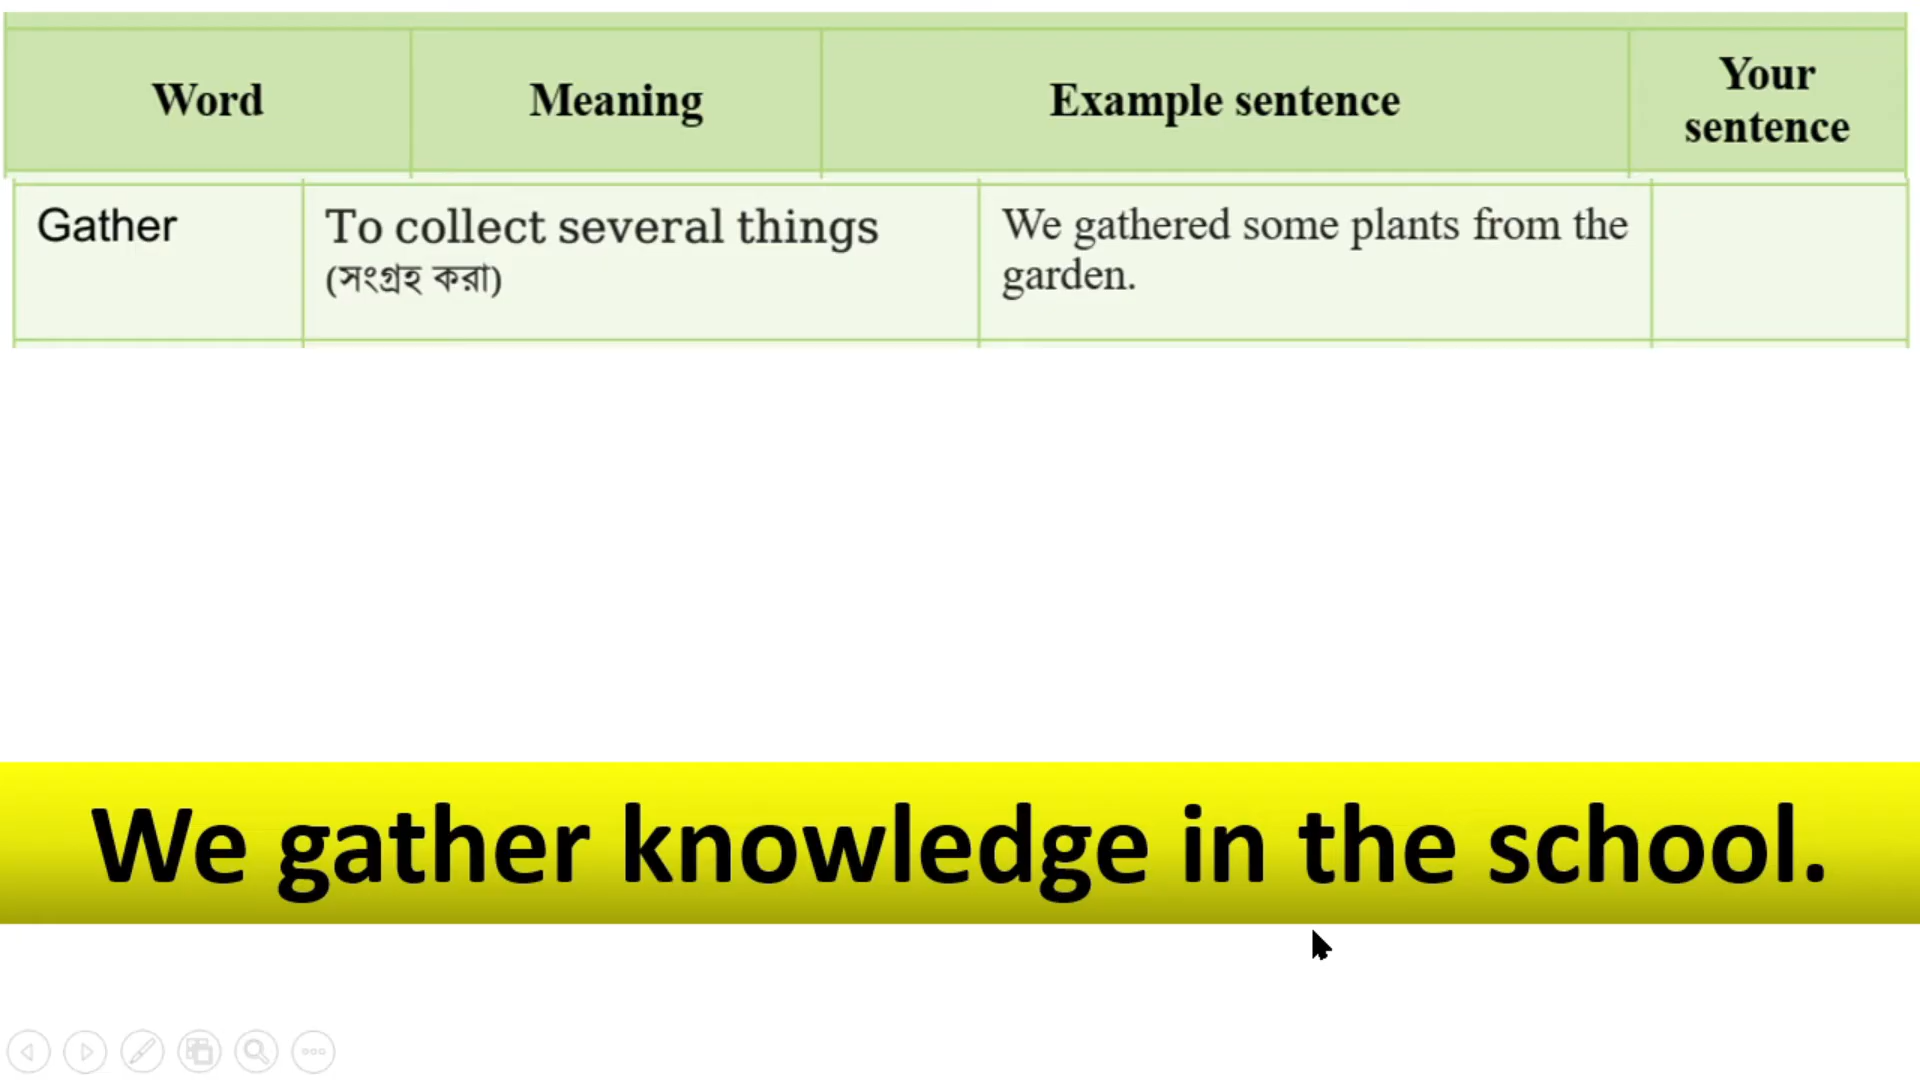 Word Meaning Example sentence Your sentence
Gather To collect several things We gathered some plants from the
(সংগ্রহ করা) garden.
We gather knowledge in the school.